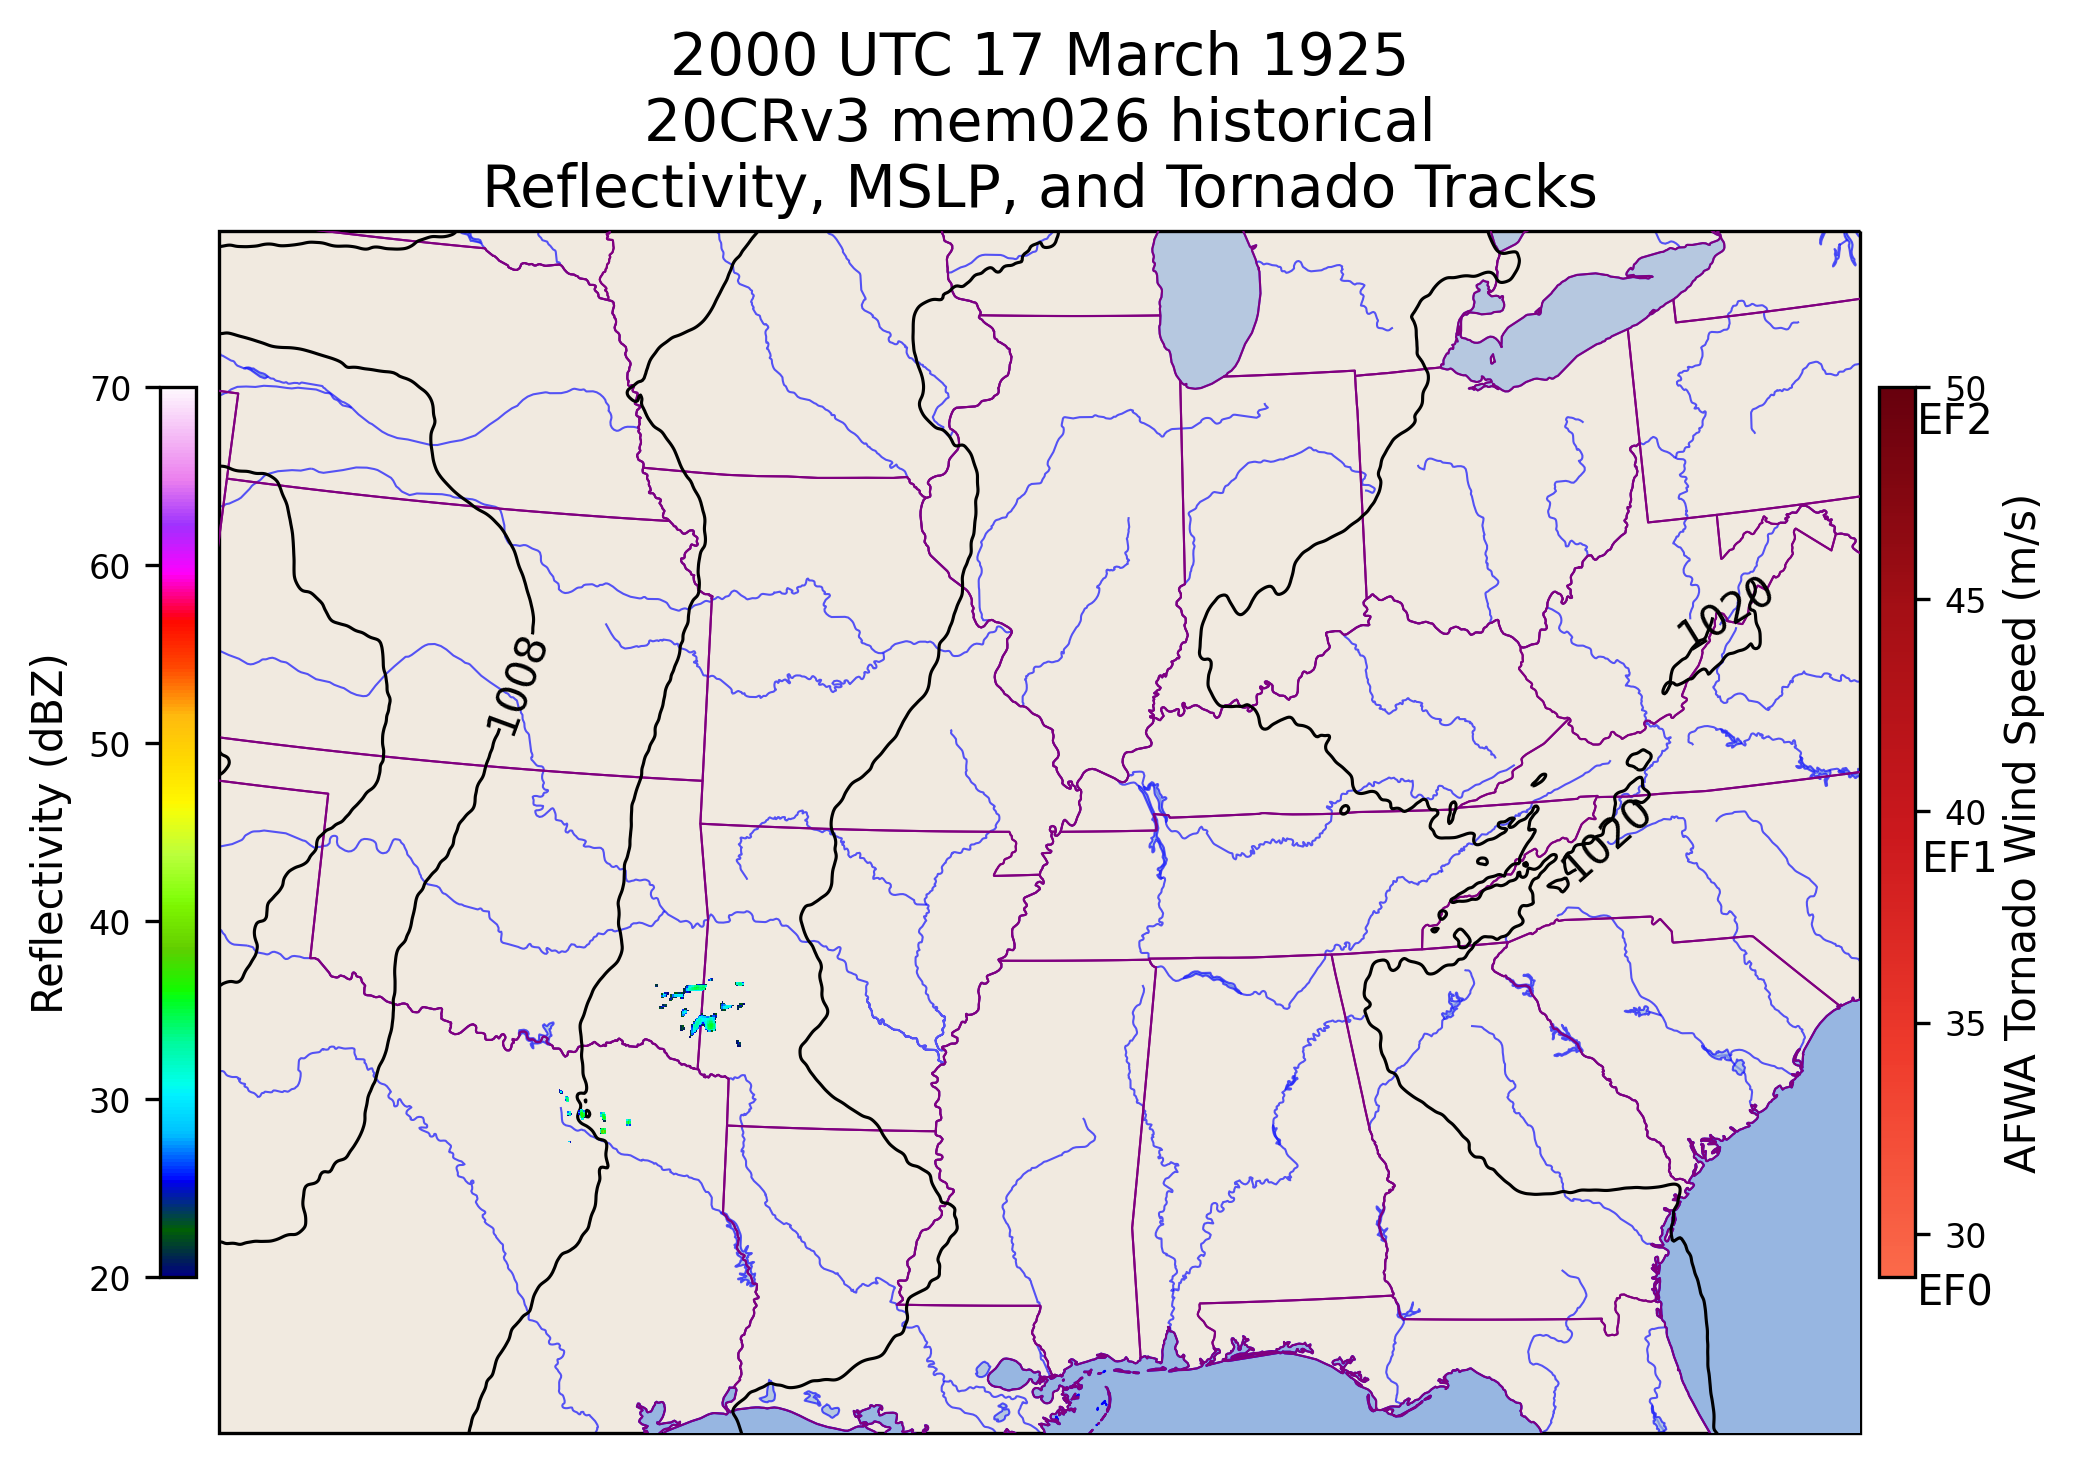 2000 UTC 17 March 1925
20CRv3 mem026 historical
Reflectivity, MSLP, and Tornado Tracks
Reflectivity (dBZ)
70
60
50
40
30
20
1008
1020
1020
50
EF2
45
40
EF1
35
30
EF0
AFWA Tornado Wind Speed (m/s)